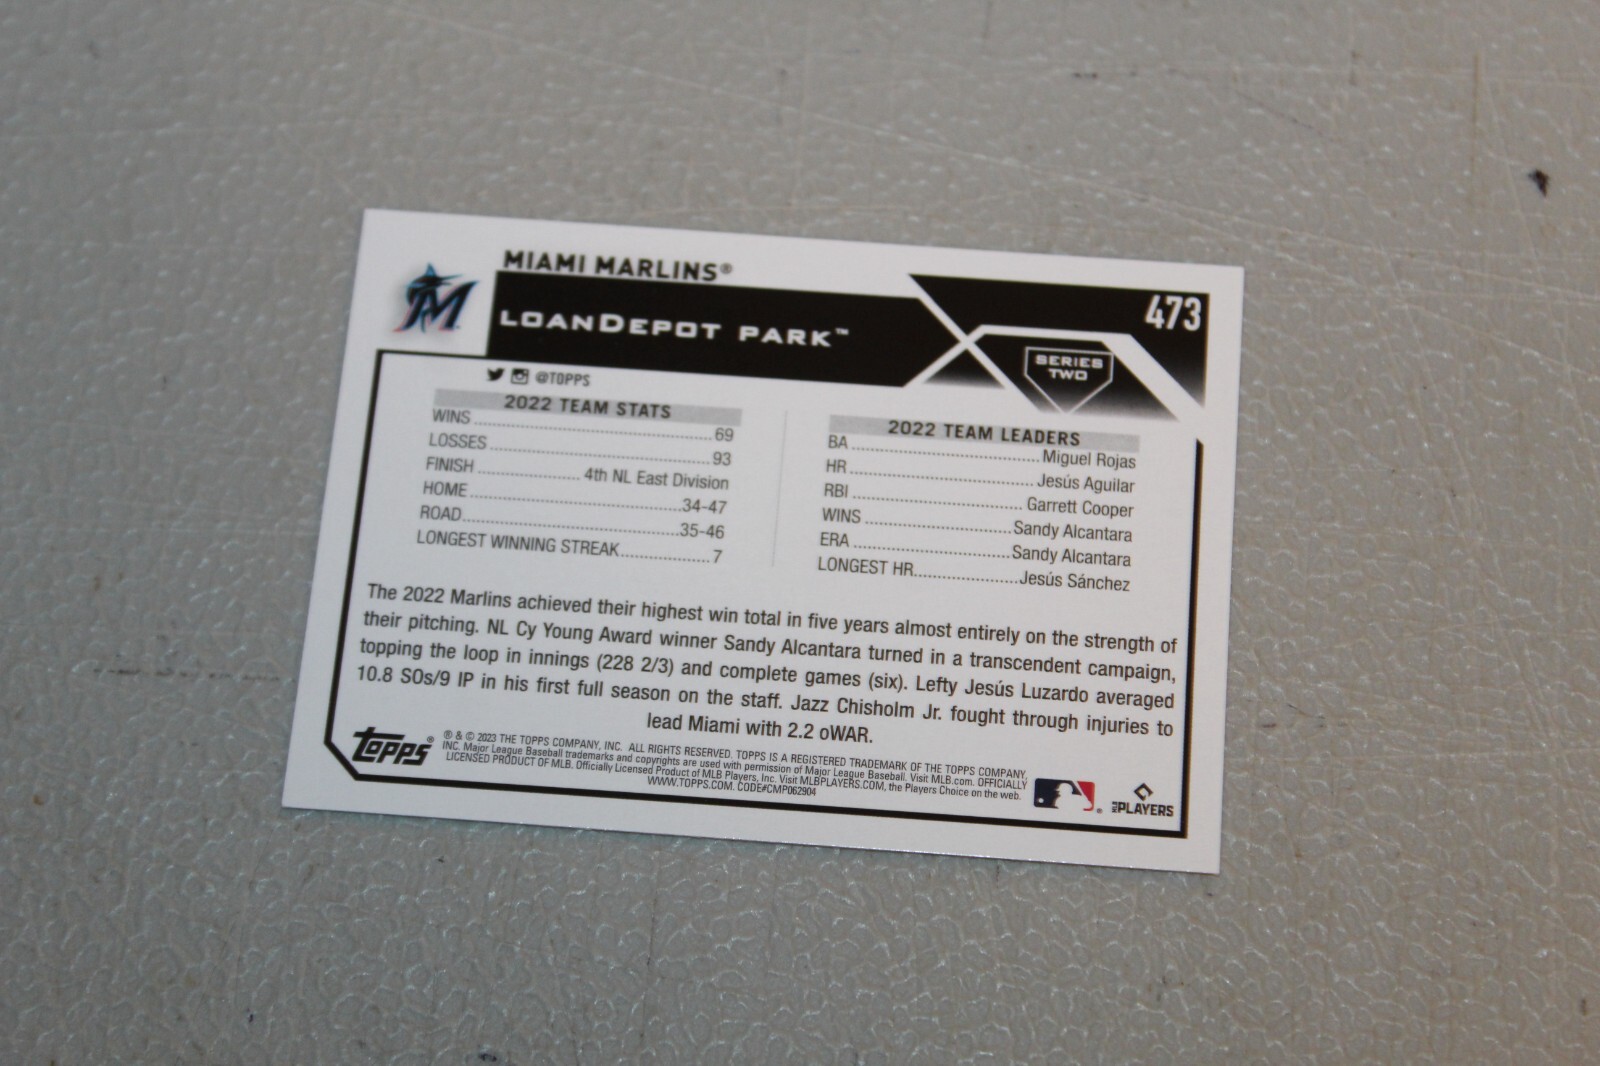 MIAMI MARLINS®
LOANDEPOT PARK™
473
SERIES
TWO
@TOPPS
2022 TEAM STATS
WINS 69
LOSSES 93
FINISH 4th NL East Division
HOME 34-47
ROAD 35-46
LONGEST WINNING STREAK 7
2022 TEAM LEADERS
BA Miguel Rojas
HR Jesús Aguilar
RBI Garrett Cooper
WINS Sandy Alcantara
ERA Sandy Alcantara
LONGEST HR Jesús Sánchez
The 2022 Marlins achieved their highest win total in five years almost entirely on the strength of
their pitching. NL Cy Young Award winner Sandy Alcantara turned in a transcendent campaign,
topping the loop in innings (228 2/3) and complete games (six). Lefty Jesús Luzardo averaged
10.8 SOs/9 IP in his first full season on the staff. Jazz Chisholm Jr. fought through injuries to
lead Miami with 2.2 oWAR.
TOPPS®
® & © 2023 THE TOPPS COMPANY, INC. ALL RIGHTS RESERVED. TOPPS IS A REGISTERED TRADEMARK OF THE TOPPS COMPANY,
INC. Major League Baseball trademarks and copyrights are used with permission of Major League Baseball. Visit MLB.com. OFFICIALLY
LICENSED PRODUCT OF MLB. Officially Licensed Product of MLB Players, Inc. Visit MLBPLAYERS.COM, the Players Choice on the web.
WWW.TOPPS.COM. CODE#CMP062904
MLB PLAYERS